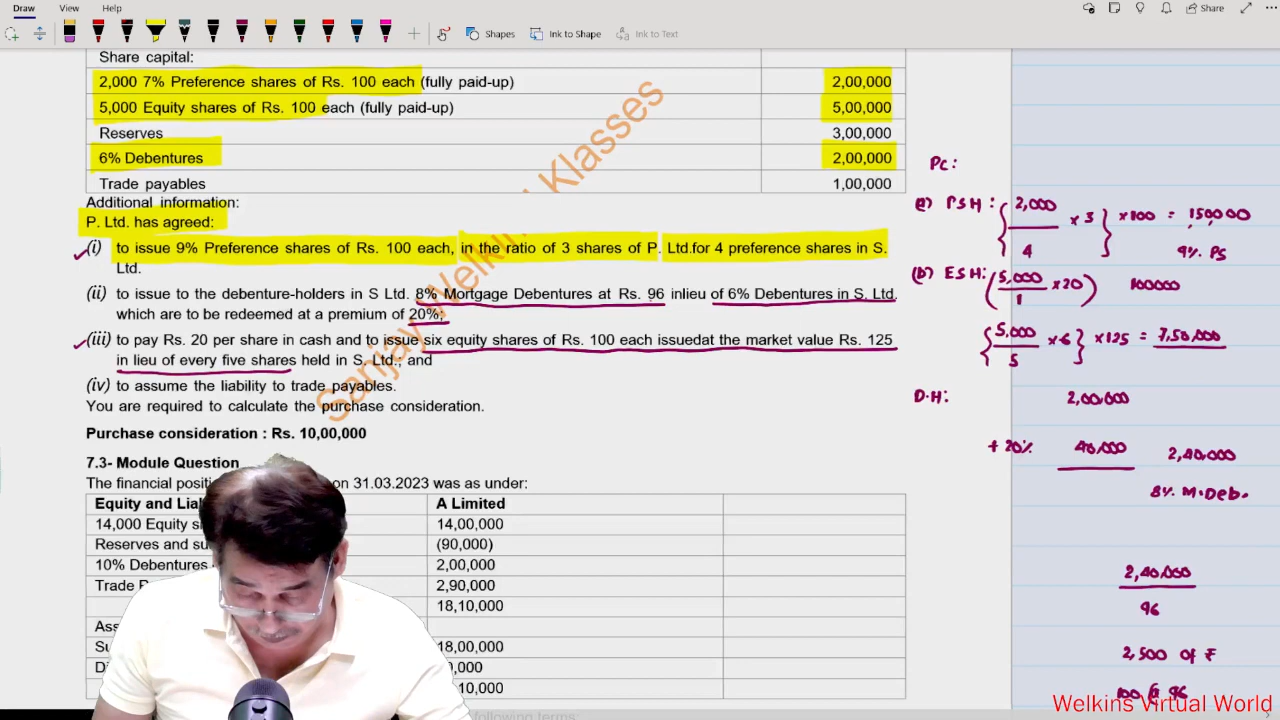 Draw View Help
Share
Shapes Ink to Shape Ink to Text
Share capital:
2,000 7% Preference shares of Rs. 100 each (fully paid-up) 2,00,000
5,000 Equity shares of Rs. 100 each (fully paid-up) 5,00,000
Reserves 3,00,000
6% Debentures 2,00,000
Trade payables 1,00,000
Additional information:
P. Ltd. has agreed:
(i) to issue 9% Preference shares of Rs. 100 each, in the ratio of 3 shares of P. Ltd.for 4 preference shares in S.
Ltd.
(ii) to issue to the debenture-holders in S Ltd. 8% Mortgage Debentures at Rs. 96 inlieu of 6% Debentures in S. Ltd.
which are to be redeemed at a premium of 20%;
(iii) to pay Rs. 20 per share in cash and to issue six equity shares of Rs. 100 each issuedat the market value Rs. 125
in lieu of every five shares held in S. Ltd.; and
(iv) to assume the liability to trade payables.
You are required to calculate the purchase consideration.
Purchase consideration : Rs. 10,00,000
7.3- Module Question
The financial on 31.03.2023 was as under:
Equity and A Limited
14,000 Equity 14,00,000
Reserves and (90,000)
10% Debentures 2,00,000
Trade 2,90,000
18,10,000
18,00,000
10,000
following terms:
Sanjay Welkins Klasses
PC:
(a) PSH: { 2,000
4 × 3 } ×100 = 150,000
9% PS
(b) ESH: ( 5,000
1 ×20 ) 100000
{ 5,000
5 ×6 } ×125 = 7,50,000
D.H: 2,00,000
+ 20% 40,000 2,40,000
8% M.Deb.
2,40,000
96
2,500 of ₹
100 @ 96
Welkins Virtual World